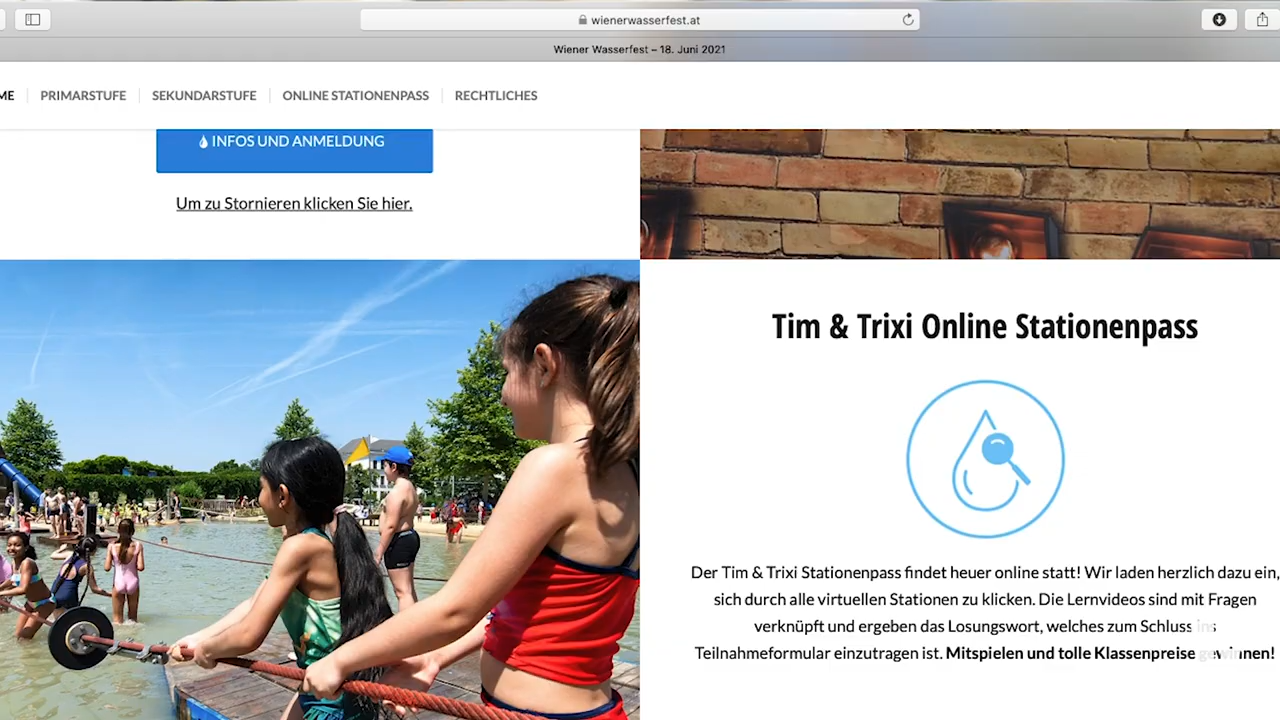 wienerwasserfest.at
Wiener Wasserfest – 18. Juni 2021
ME
PRIMARSTUFE
SEKUNDARSTUFE
ONLINE STATIONENPASS
RECHTLICHES
INFOS UND ANMELDUNG
Um zu Stornieren klicken Sie hier.
Tim & Trixi Online Stationenpass
Der Tim & Trixi Stationenpass findet heuer online statt! Wir laden herzlich dazu ein,
sich durch alle virtuellen Stationen zu klicken. Die Lernvideos sind mit Fragen
verknüpft und ergeben das Losungswort, welches zum Schluss ins
Teilnahmeformular einzutragen ist. Mitspielen und tolle Klassenpreise gewinnen!